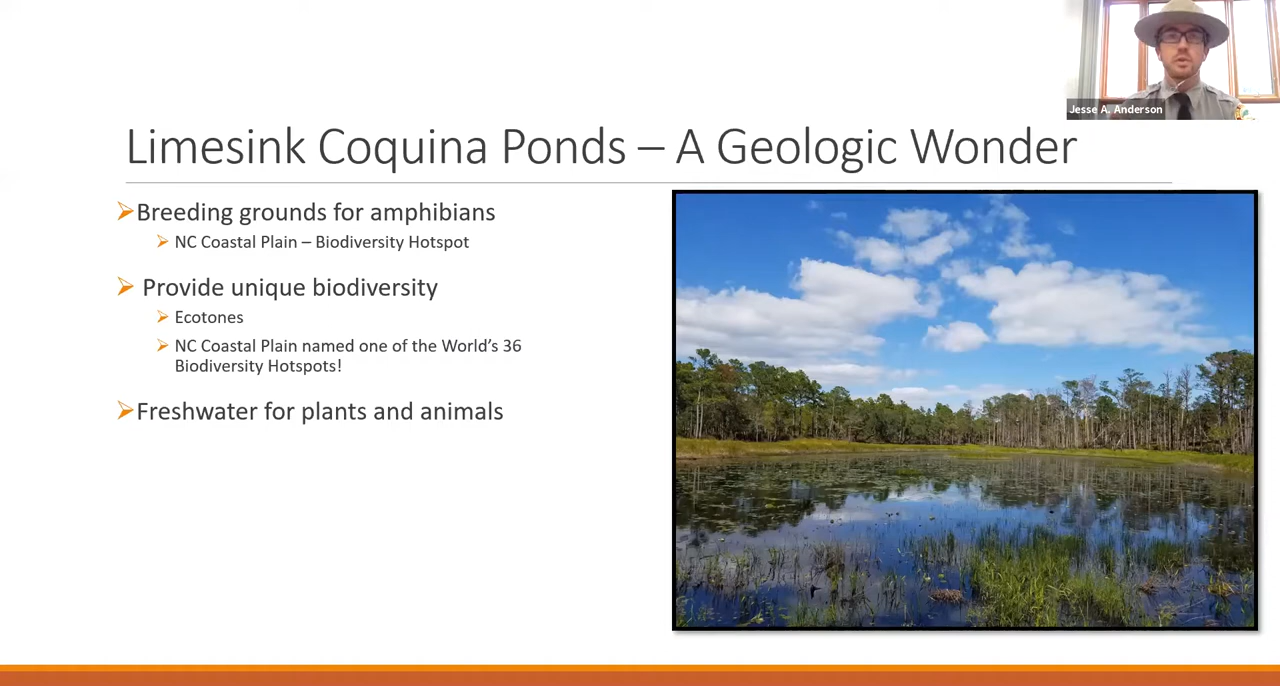 Jesse A. Anderson
Limesink Coquina Ponds – A Geologic Wonder
Breeding grounds for amphibians
NC Coastal Plain – Biodiversity Hotspot
Provide unique biodiversity
Ecotones
NC Coastal Plain named one of the World’s 36
Biodiversity Hotspots!
Freshwater for plants and animals